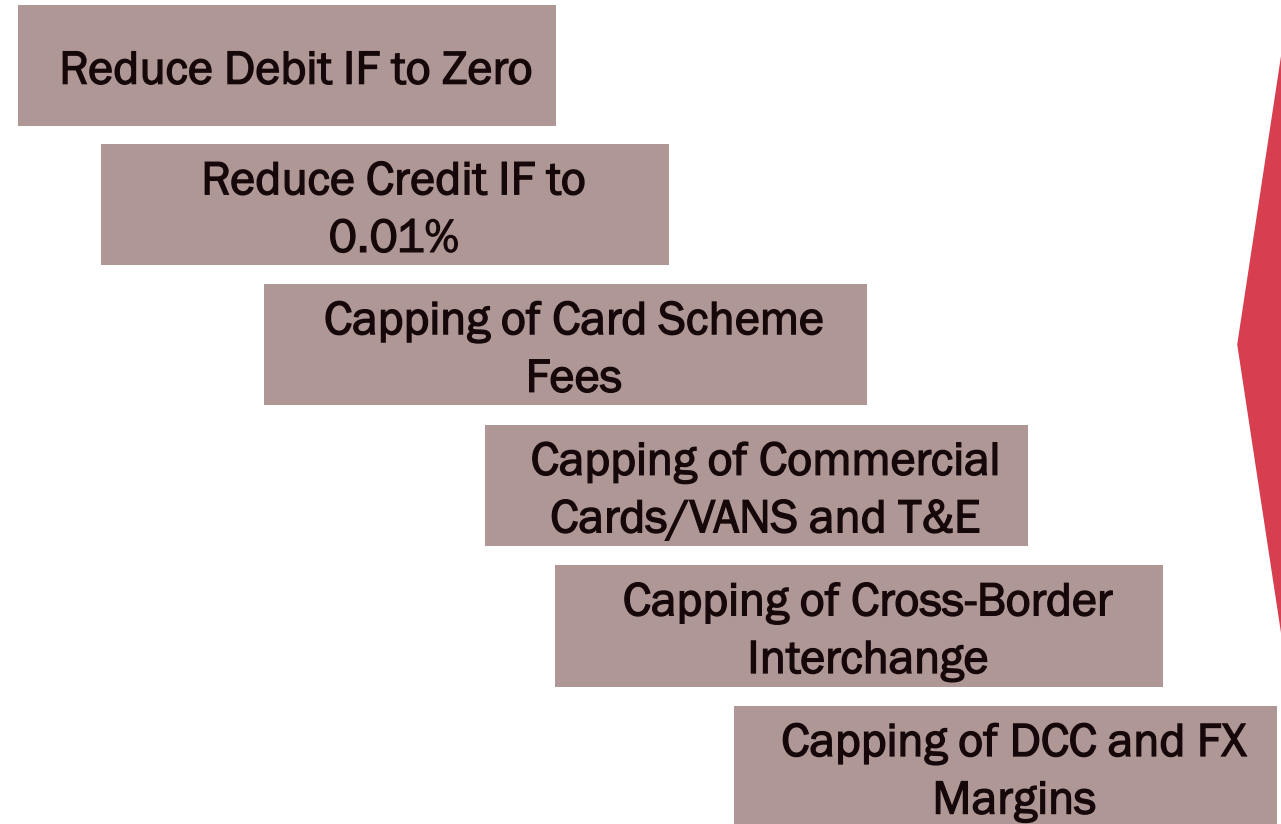 Reduce Debit IF to Zero
Reduce Credit IF to
0.01%
Capping of Card Scheme
Fees
Capping of Commercial
Cards/VANS and T&E
Capping of Cross-Border
Interchange
Capping of DCC and FX
Margins